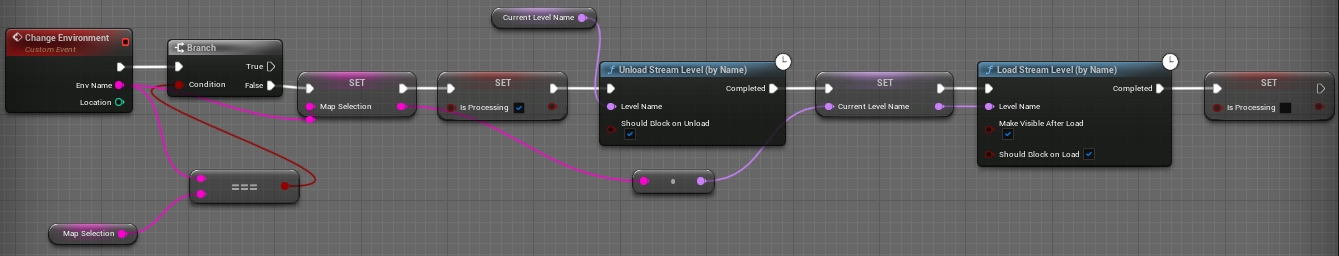 Current Level Name
Change Environment
Custom Event
Env Name
Location
Branch
True
Condition
False
SET
Map Selection
SET
Is Processing
Unload Stream Level (by Name)
Completed
Level Name
Should Block on Unload
SET
Current Level Name
Load Stream Level (by Name)
Completed
Level Name
Make Visible After Load
Should Block on Load
SET
Is Processing
===
Map Selection